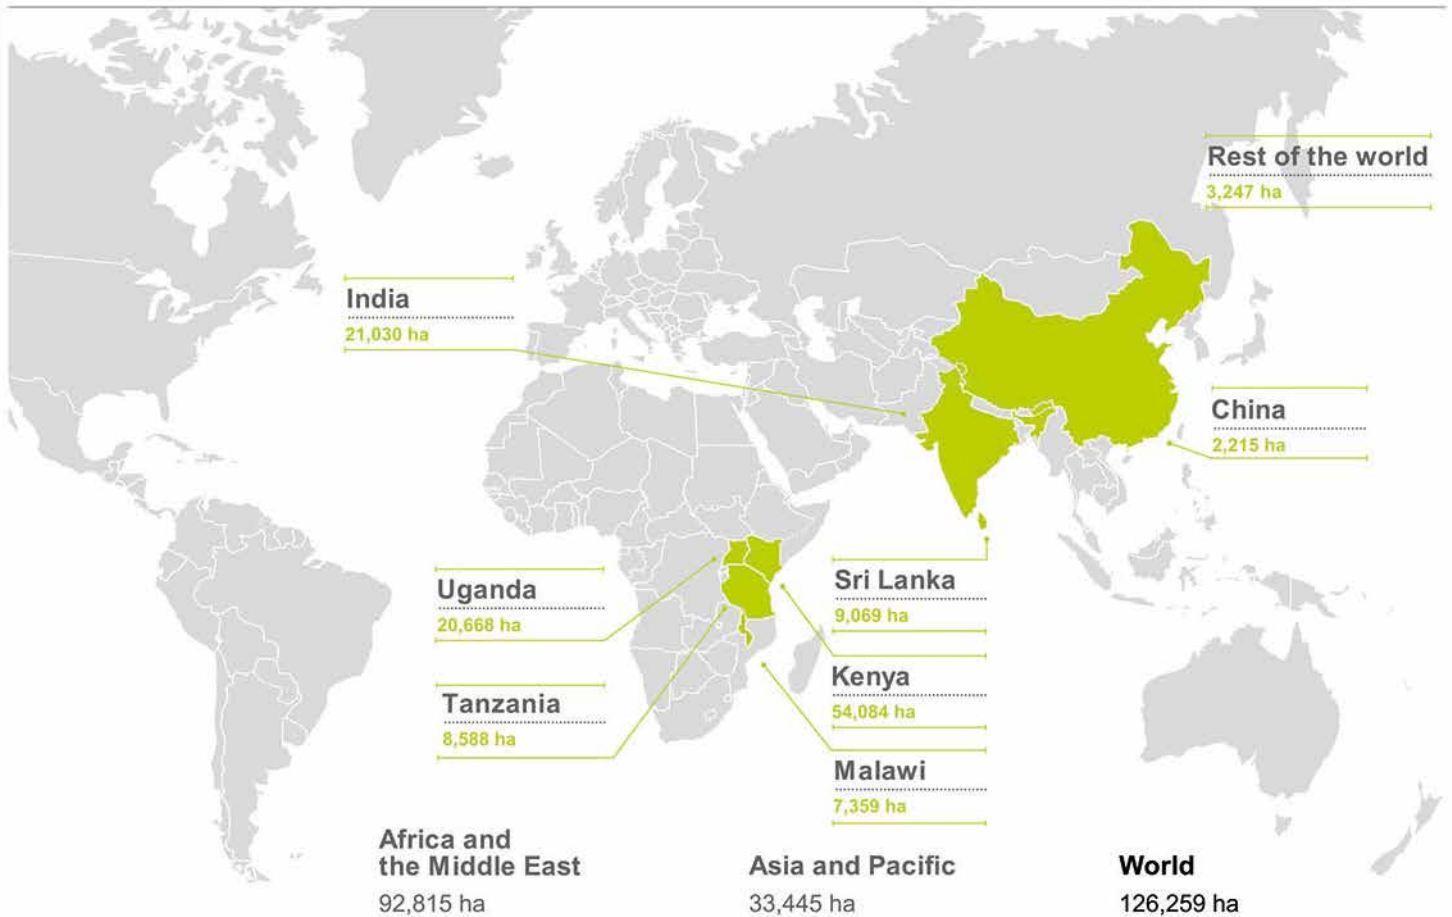 Rest of the world
3,247 ha
India
21,030 ha
China
2,215 ha
Uganda
20,668 ha
Sri Lanka
9,069 ha
Tanzania
8,588 ha
Kenya
54,084 ha
Malawi
7,359 ha
Africa and
the Middle East
92,815 ha
Asia and Pacific
33,445 ha
World
126,259 ha